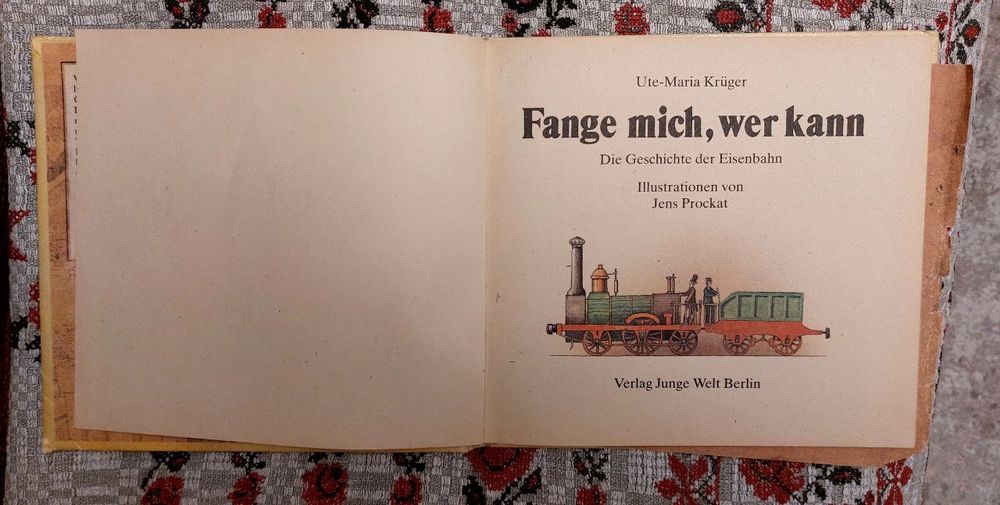 Ute-Maria Krüger
Fange mich, wer kann
Die Geschichte der Eisenbahn
Illustrationen von
Jens Prockat
Verlag Junge Welt Berlin